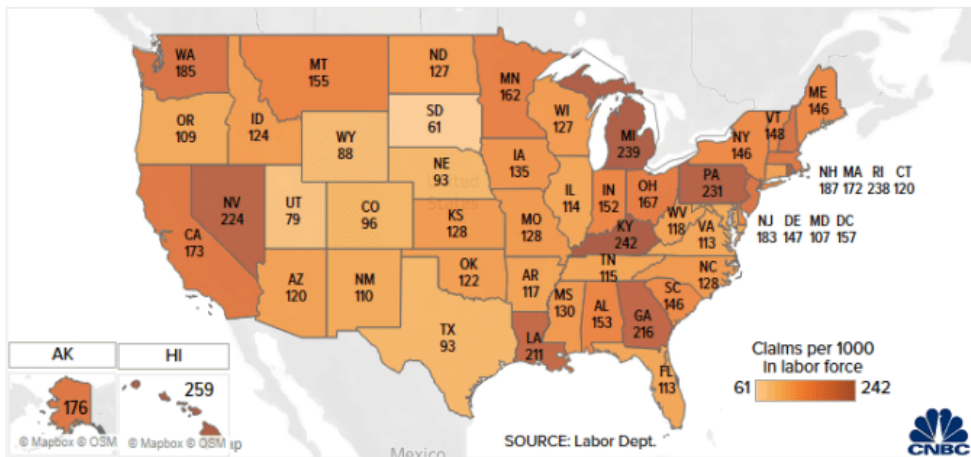 WA
185
MT
155
ND
127
MN
162
ME
146
VT
148
OR
109
ID
124
WY
88
SD
61
WI
127
MI
239
NY
146
NE
93
IA
135
PA
231
NH MA RI CT
187 172 238 120
NV
224
UT
79
CO
96
United
States
KS
128
MO
128
IL
114
IN
152
OH
167
WV
118
VA
113
NJ DE MD DC
183 147 107 157
CA
173
KY
242
AZ
120
NM
110
OK
122
AR
117
TN
115
NC
128
SC
146
MS
130
AL
153
GA
216
TX
93
LA
211
FL
113
Claims per 1000
in labor force
61 242
AK
HI
176
259
© Mapbox © OSM
© Mapbox © OSM ap
SOURCE: Labor Dept.
Mexico
CNBC